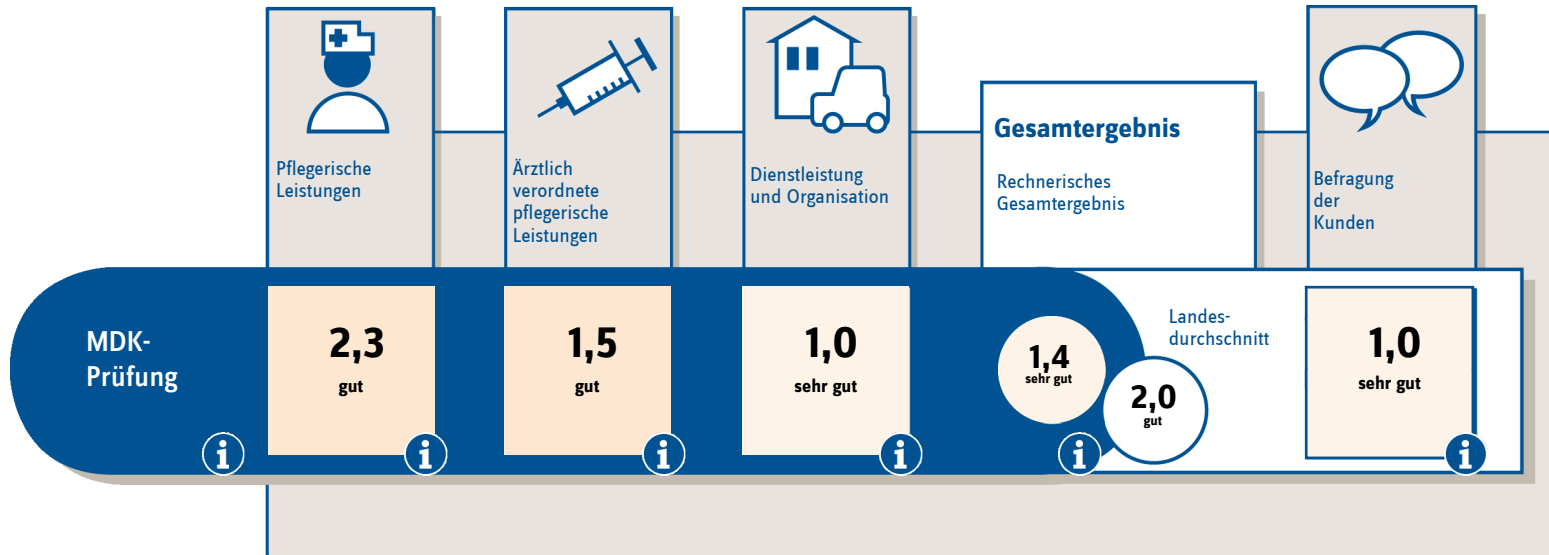 Pflegerische
Leistungen
Ärztlich
verordnete
pflegerische
Leistungen
Dienstleistung
und Organisation
Gesamtergebnis
Rechnerisches
Gesamtergebnis
Befragung
der
Kunden
MDK-
Prüfung
2,3
gut
1,5
gut
1,0
sehr gut
1,4
sehr gut
Landes-
durchschnitt
2,0
gut
1,0
sehr gut
i
i
i
i
i
i